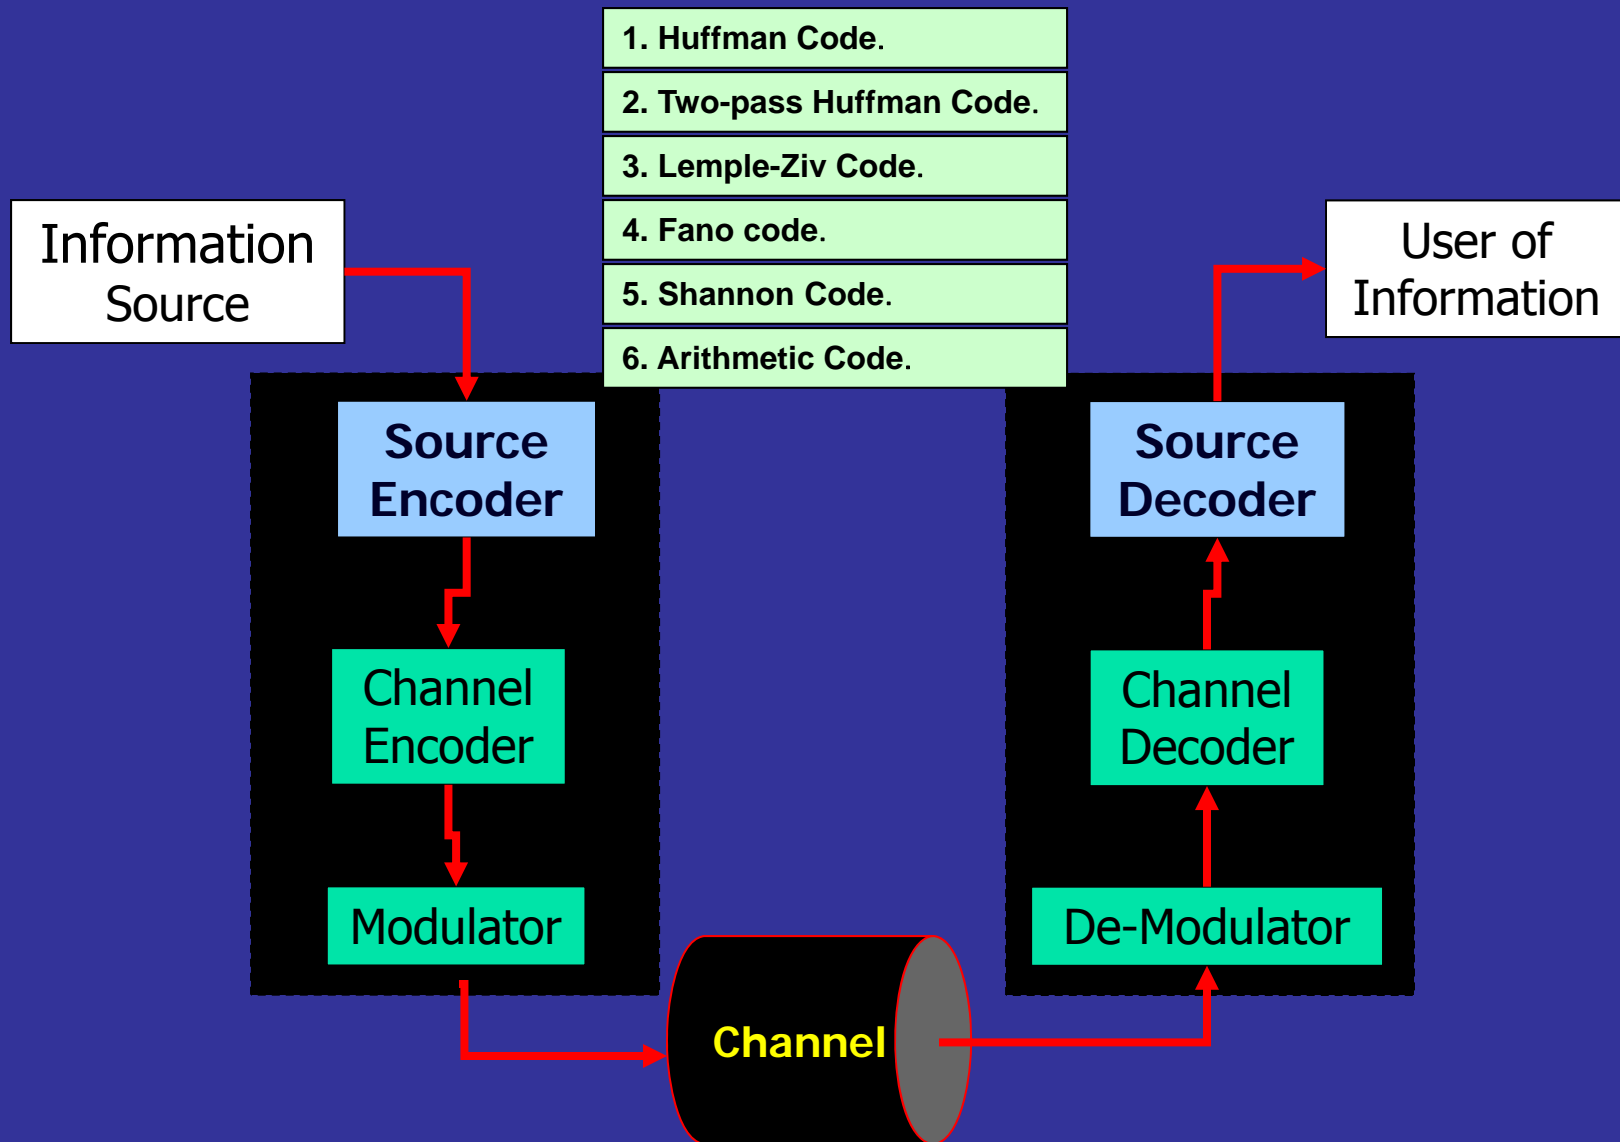 1. Huffman Code.
2. Two-pass Huffman Code.
3. Lemple-Ziv Code.
4. Fano code.
5. Shannon Code.
6. Arithmetic Code.
Information
Source
User of
Information
Source
Encoder
Source
Decoder
Channel
Encoder
Channel
Decoder
Modulator
De-Modulator
Channel